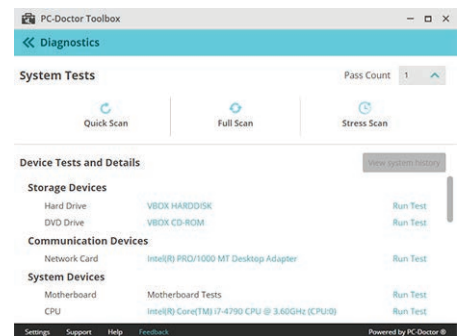 PC-Doctor Toolbox
Diagnostics
System Tests
Pass Count 1
Quick Scan
Full Scan
Stress Scan
Device Tests and Details
View system history
Storage Devices
Hard Drive VBOX HARDDISK Run Test
DVD Drive VBOX CD-ROM Run Test
Communication Devices
Network Card Intel(R) PRO/1000 MT Desktop Adapter Run Test
System Devices
Motherboard Motherboard Tests Run Test
CPU Intel(R) Core(TM) i7-4790 CPU @ 3.60GHz (CPU:0) Run Test
Settings Support Help Feedback Powered by PC-Doctor ®